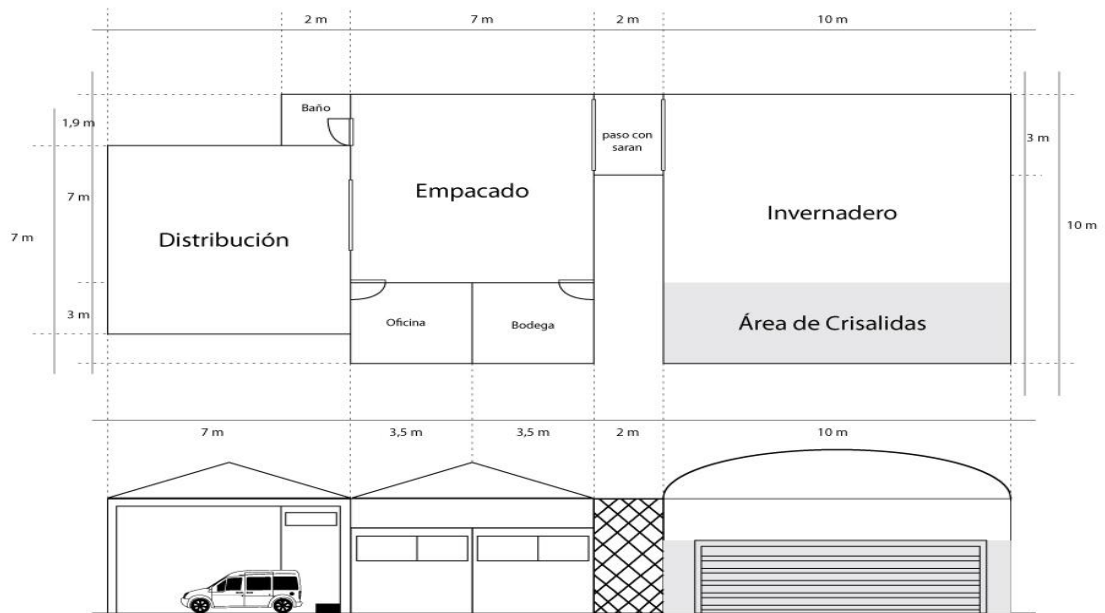 2 m
7 m
2 m
10 m
Baño
1,9 m
paso con
saran
3 m
Empacado
7 m
Invernadero
10 m
7 m
Distribución
3 m
Oficina
Bodega
Área de Crisalidas
7 m
3,5 m
3,5 m
2 m
10 m